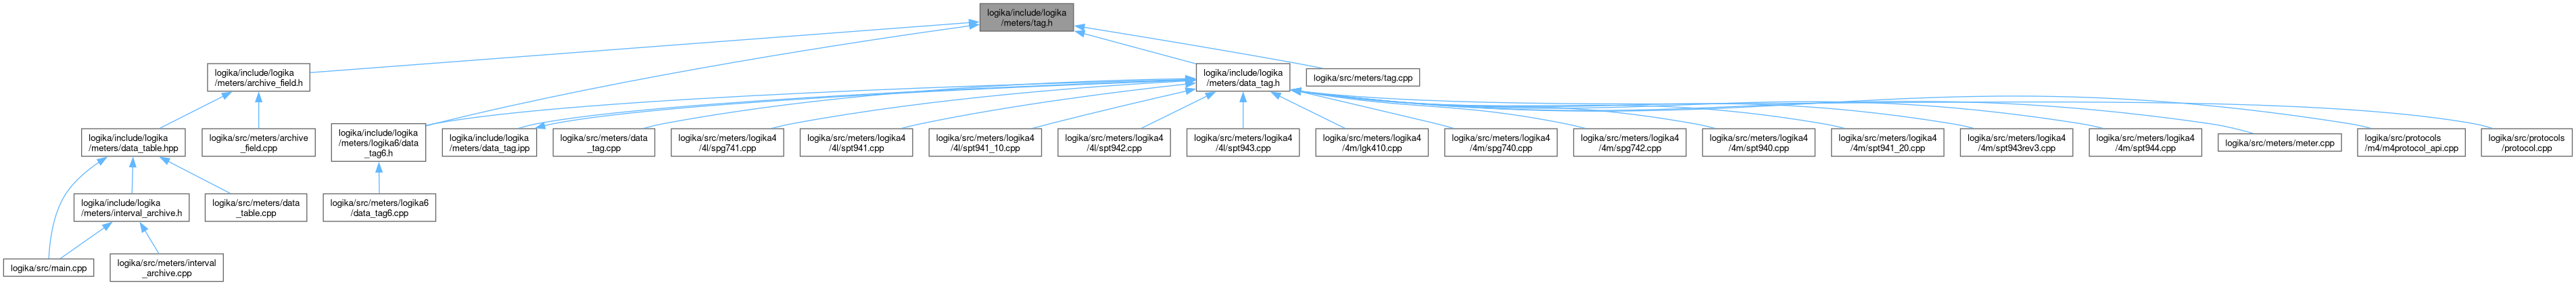 logika/include/logika
/meters/tag.h
logika/include/logika
/meters/archive_field.h
logika/include/logika
/meters/data_tag.h
logika/src/meters/tag.cpp
logika/include/logika
/meters/data_table.hpp
logika/src/meters/archive
_field.cpp
logika/include/logika
/meters/logika6/data
_tag6.h
logika/include/logika
/meters/data_tag.ipp
logika/src/meters/data
_tag.cpp
logika/src/meters/logika4
/4l/spg741.cpp
logika/src/meters/logika4
/4l/spt941.cpp
logika/src/meters/logika4
/4l/spt941_10.cpp
logika/src/meters/logika4
/4l/spt942.cpp
logika/src/meters/logika4
/4l/spt943.cpp
logika/src/meters/logika4
/4m/lgk410.cpp
logika/src/meters/logika4
/4m/spg740.cpp
logika/src/meters/logika4
/4m/spg742.cpp
logika/src/meters/logika4
/4m/spt940.cpp
logika/src/meters/logika4
/4m/spt941_20.cpp
logika/src/meters/logika4
/4m/spt943rev3.cpp
logika/src/meters/logika4
/4m/spt944.cpp
logika/src/meters/meter.cpp
logika/src/protocols
/m4/m4protocol_api.cpp
logika/src/protocols
/protocol.cpp
logika/include/logika
/meters/interval_archive.h
logika/src/meters/data
_table.cpp
logika/src/meters/logika6
/data_tag6.cpp
logika/src/main.cpp
logika/src/meters/interval
_archive.cpp